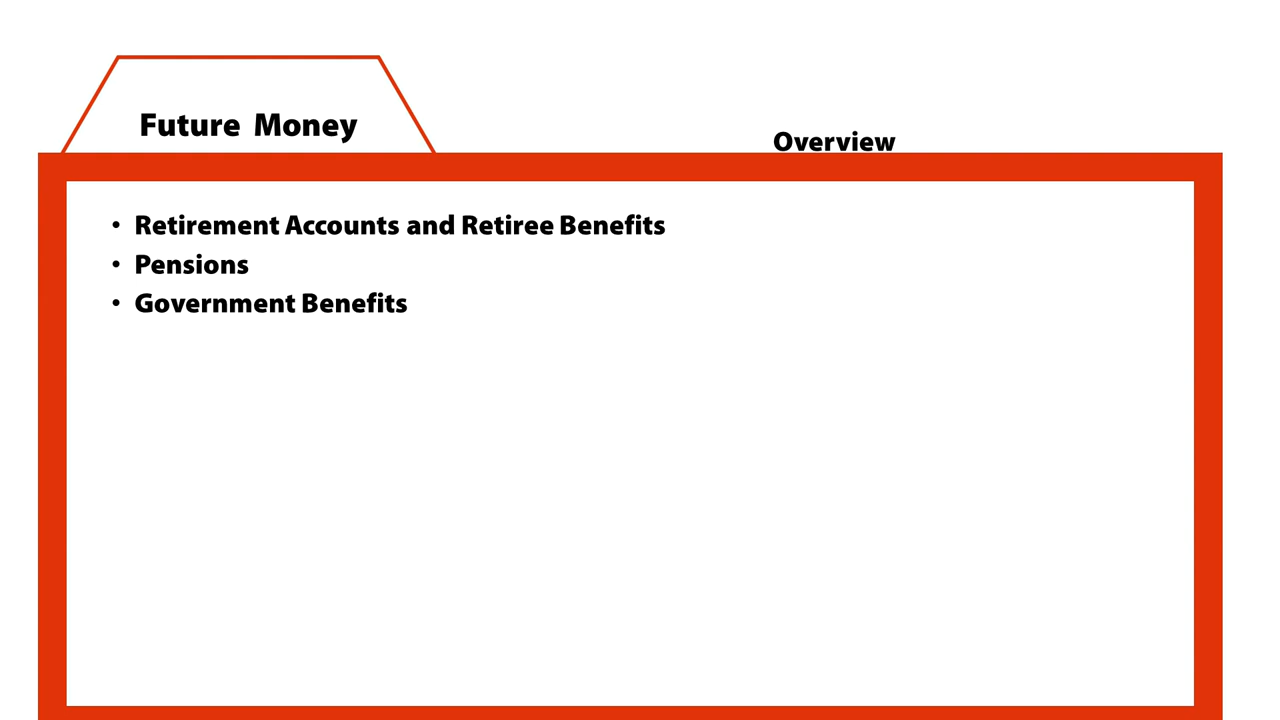 Future Money
Overview
• Retirement Accounts and Retiree Benefits
• Pensions
• Government Benefits